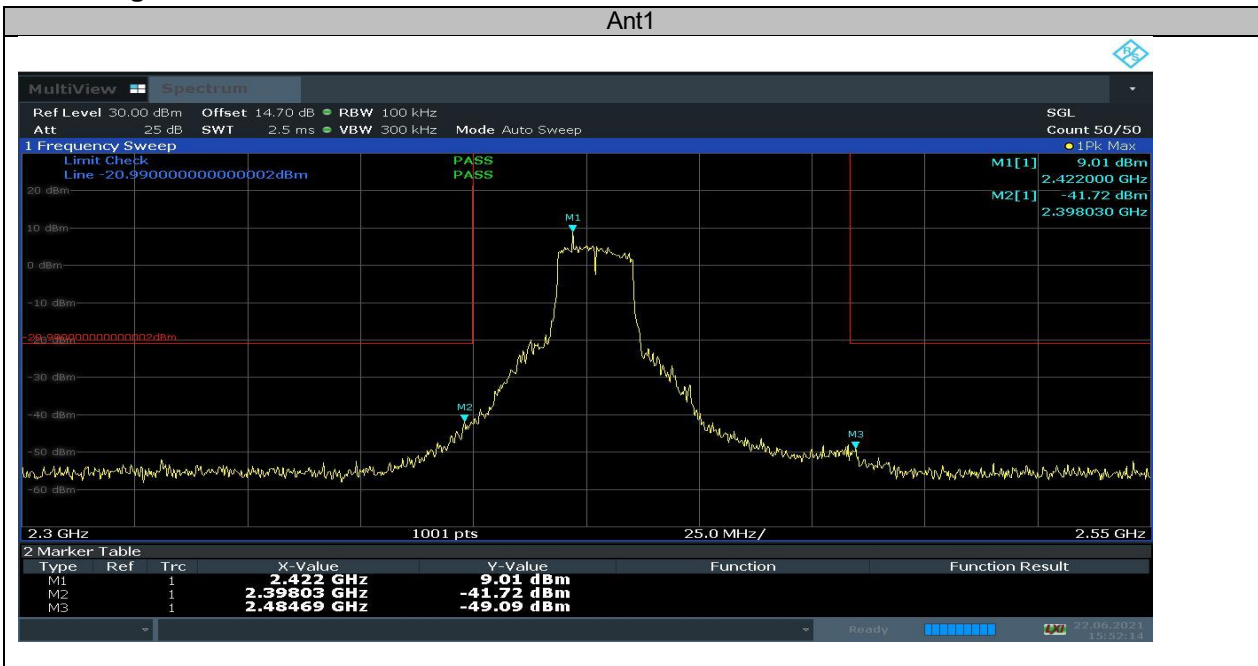 Ant1
R&S
MultiView Spectrum
Ref Level 30.00 dBm Offset 14.70 dB RBW 100 kHz SGL
Att 25 dB SWT 2.5 ms VBW 300 kHz Mode Auto Sweep Count 50/50
1 Frequency Sweep 1Pk Max
Limit Check PASS M1[1] 9.01 dBm
Line -20.990000000000002dBm PASS 2.422000 GHz
20 dBm M2[1] -41.72 dBm
2.398030 GHz
M1
10 dBm
0 dBm
-10 dBm
-20.990000000000002dBm
-20 dBm
-30 dBm
M2
-40 dBm
M3
-50 dBm
-60 dBm
2.3 GHz 1001 pts 25.0 MHz/ 2.55 GHz
2 Marker Table
Type Ref Trc X-Value Y-Value Function Function Result
M1 1 2.422 GHz 9.01 dBm
M2 1 2.39803 GHz -41.72 dBm
M3 1 2.48469 GHz -49.09 dBm
Ready 22.06.2021
15:52:14